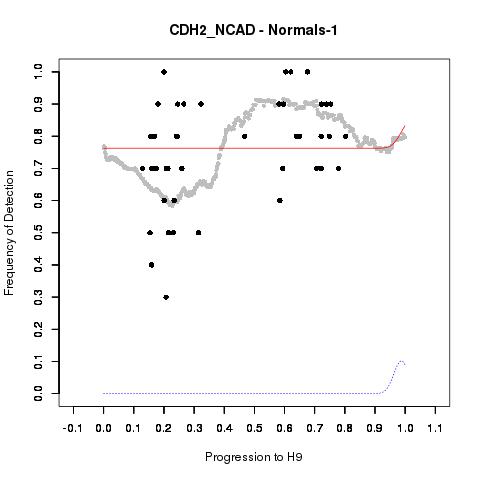 CDH2_NCAD - Normals-1
Frequency of Detection
1.0
0.9
0.8
0.7
0.6
0.5
0.4
0.3
0.2
0.1
0.0
-0.1 0.0 0.1 0.2 0.3 0.4 0.5 0.6 0.7 0.8 0.9 1.0 1.1
Progression to H9